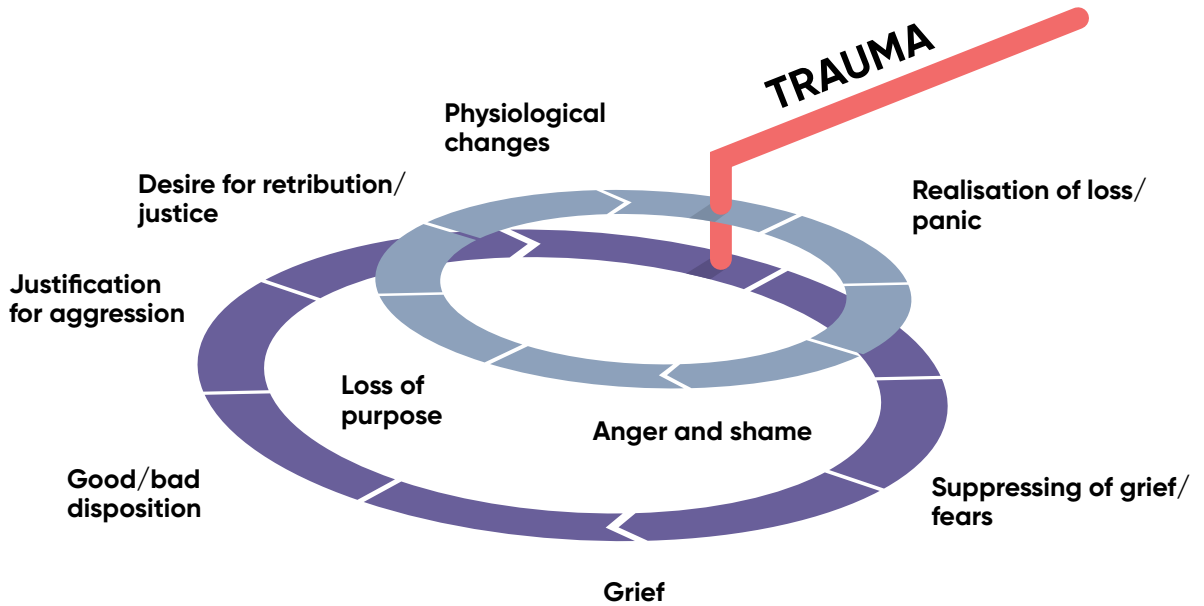 TRAUMA
Physiological
changes
Desire for retribution/
justice
Realisation of loss/
panic
Justification
for aggression
Loss of
purpose
Anger and shame
Good/bad
disposition
Suppressing of grief/
fears
Grief